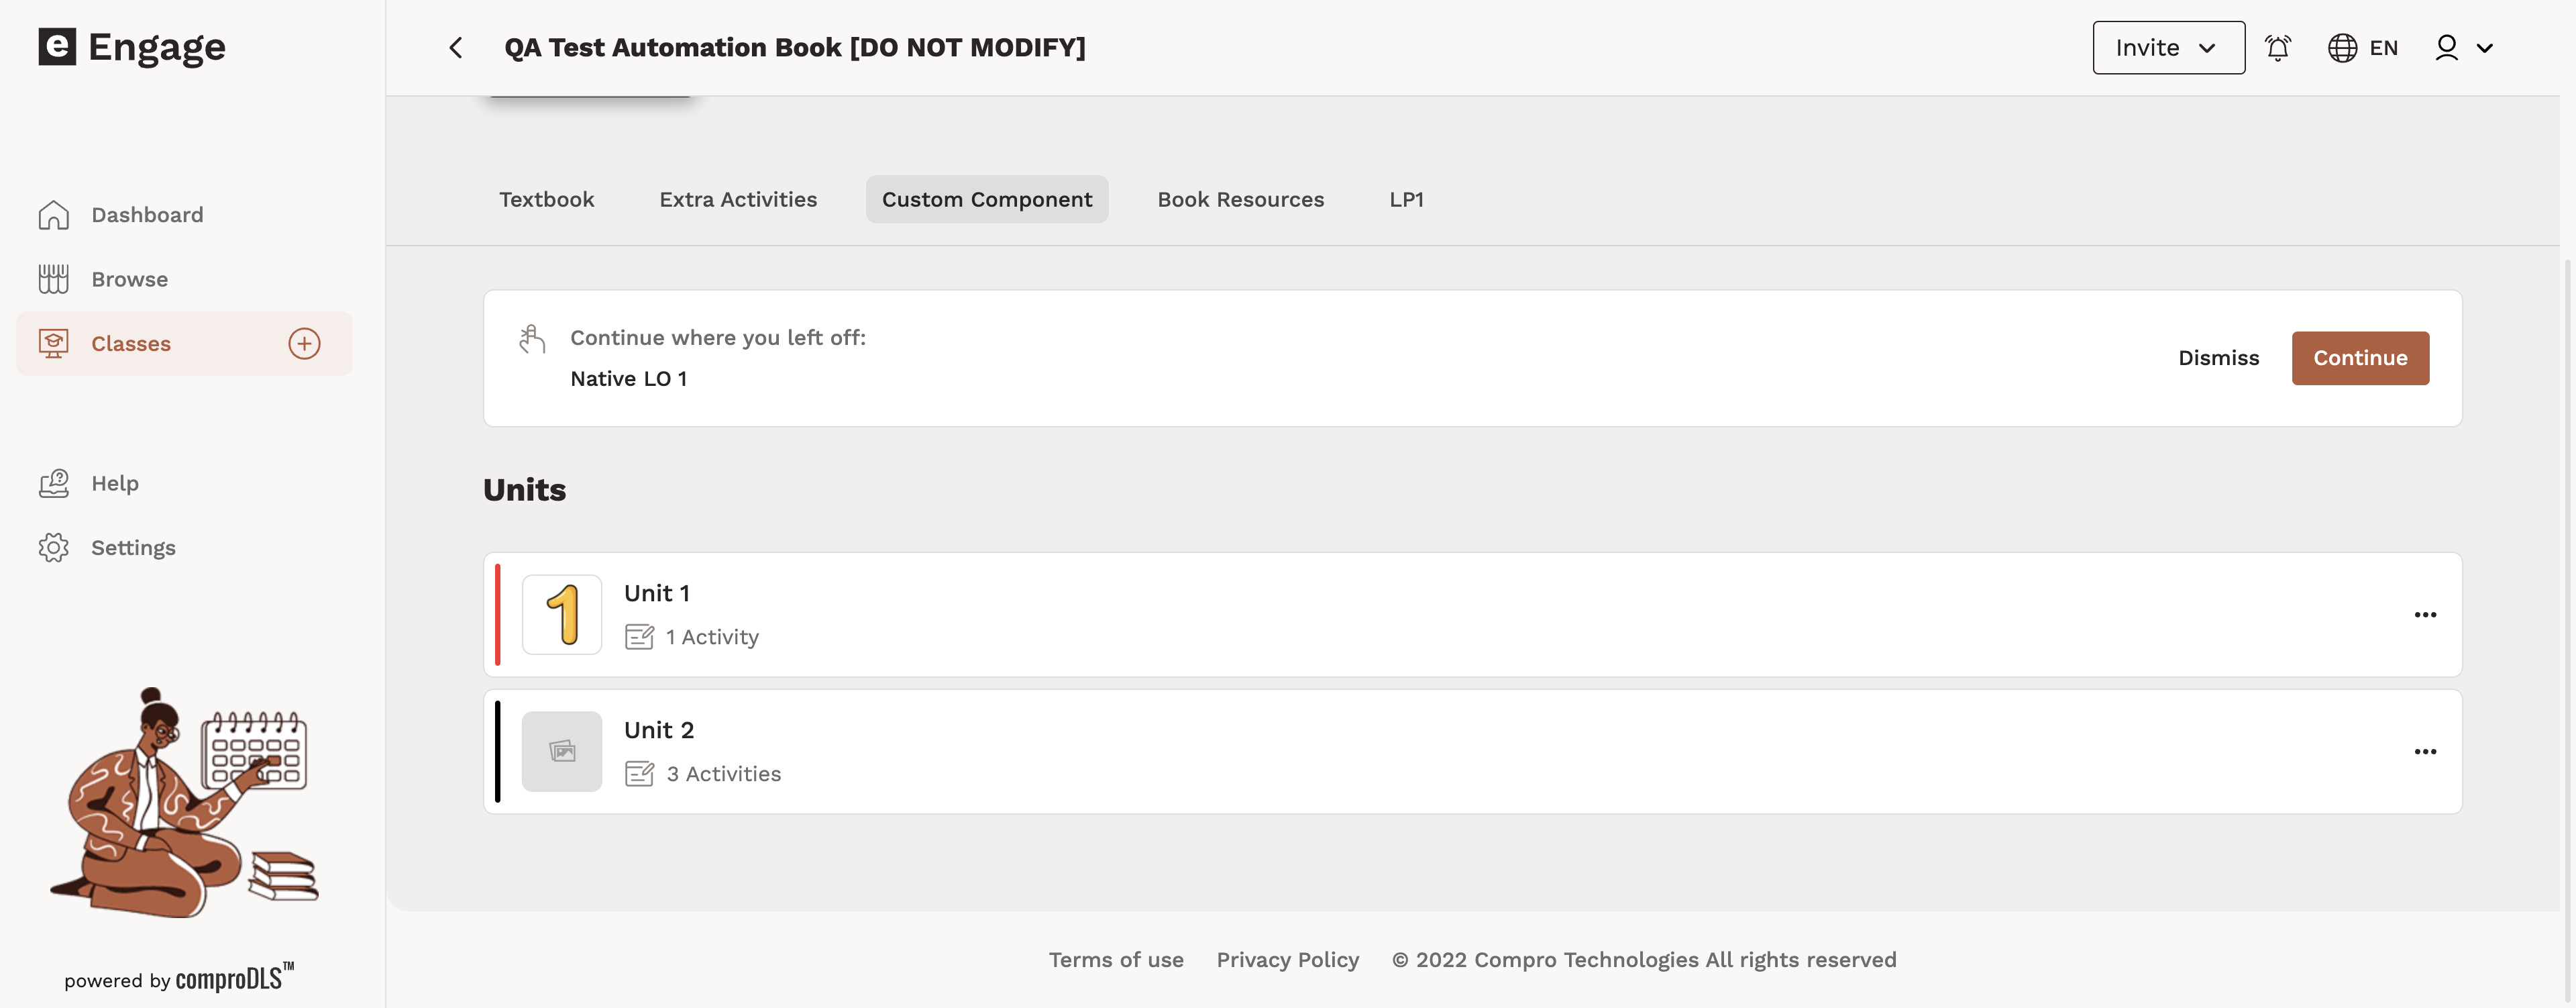 e Engage
QA Test Automation Book [DO NOT MODIFY]
Invite
EN
Dashboard
Browse
Classes
Help
Settings
powered by comproDLS™
Textbook
Extra Activities
Custom Component
Book Resources
LP1
Continue where you left off:
Native LO 1
Dismiss
Continue
Units
1
Unit 1
1 Activity
Unit 2
3 Activities
Terms of use
Privacy Policy
© 2022 Compro Technologies All rights reserved